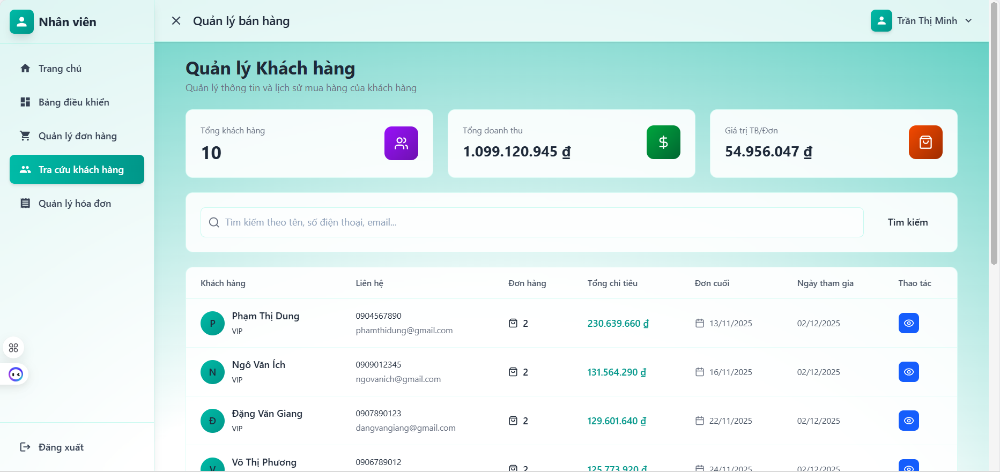 Nhân viên
Trang chủ
Bảng điều khiển
Quản lý đơn hàng
Tra cứu khách hàng
Quản lý hóa đơn
Đăng xuất
Quản lý bán hàng
Trần Thị Minh
Quản lý Khách hàng
Quản lý thông tin và lịch sử mua hàng của khách hàng
Tổng khách hàng
10
Tổng doanh thu
1.099.120.945 ₫
Giá trị TB/Đơn
54.956.047 ₫
Tìm kiếm theo tên, số điện thoại, email...
Tìm kiếm
Khách hàng Liên hệ Đơn hàng Tổng chi tiêu Đơn cuối Ngày tham gia Thao tác
P Phạm Thị Dung VIP 0904567890 phamthidung@gmail.com 2 230.639.660 ₫ 13/11/2025 02/12/2025
N Ngô Văn Ích VIP 0909012345 ngovanich@gmail.com 2 131.564.290 ₫ 16/11/2025 02/12/2025
Đ Đặng Văn Giang VIP 0907890123 dangvangiang@gmail.com 2 129.601.640 ₫ 22/11/2025 02/12/2025
V Võ Thị Phương 0906789012 2 125.773.920 ₫ 24/11/2025 02/12/2025